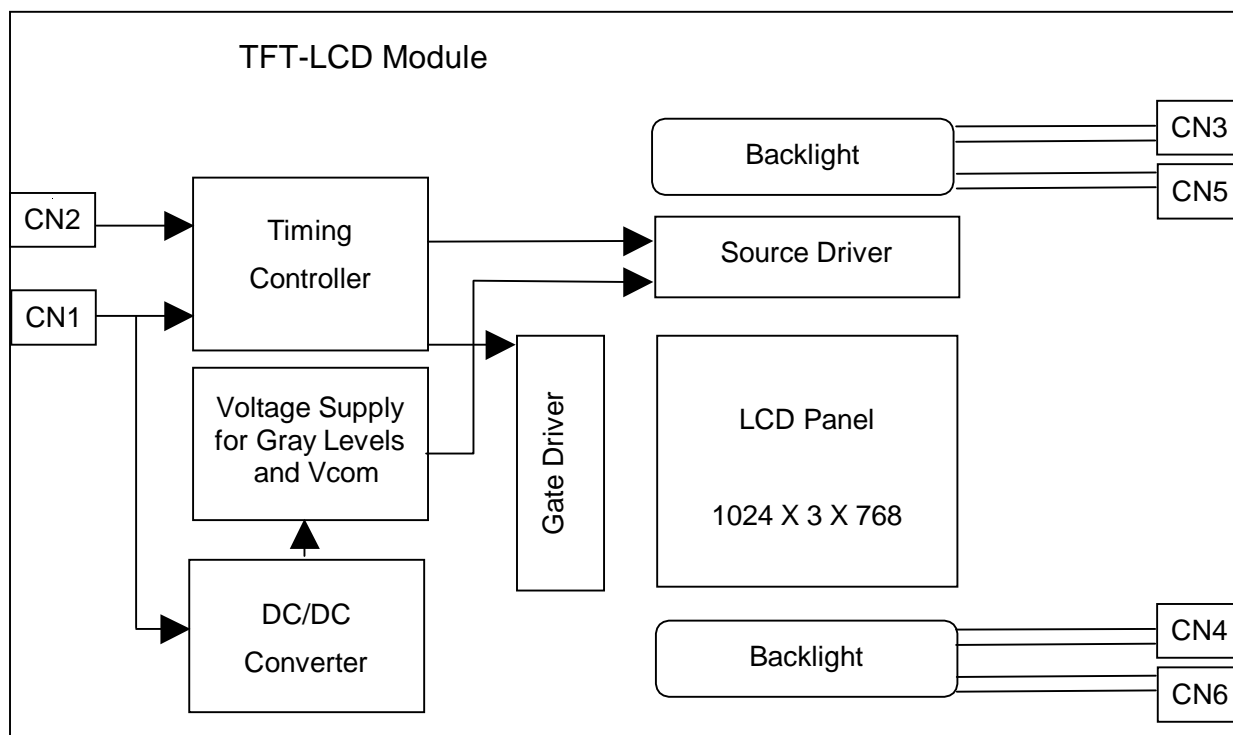 TFT-LCD Module
CN3
Backlight
CN5
CN2
Timing
Controller
Source Driver
CN1
Voltage Supply
for Gray Levels
and Vcom
Gate Driver
LCD Panel
1024 X 3 X 768
DC/DC
Converter
Backlight
CN4
CN6